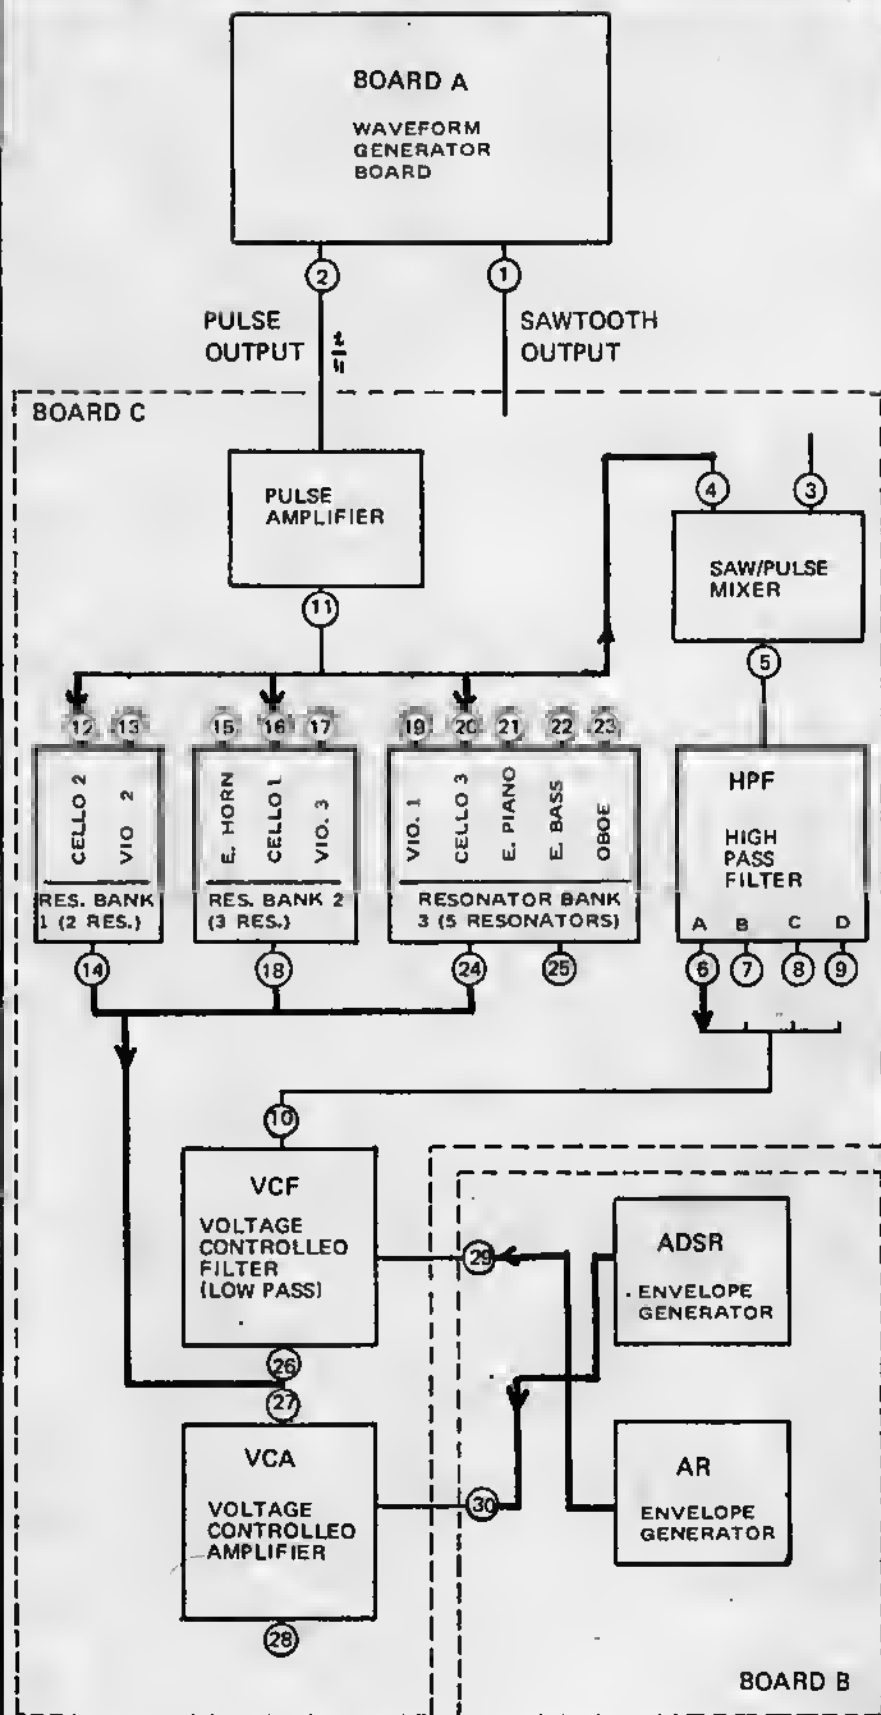 BOARD A
WAVEFORM
GENERATOR
BOARD
2
1
PULSE
OUTPUT
SAWTOOTH
OUTPUT
BOARD C
PULSE
AMPLIFIER
4
3
SAW/PULSE
MIXER
11
5
12
13
15
16
17
19
20
21
22
23
CELLO 2
VIO 2
E. HORN
CELLO 1
VIO. 3
VIO. 1
CELLO 3
E. PIANO
E. BASS
OBOE
RES. BANK
1 (2 RES.)
RES. BANK 2
(3 RES.)
RESONATOR BANK
3 (5 RESONATORS)
HPF
HIGH
PASS
FILTER
A B C D
14
18
24
25
6
7
8
9
10
VCF
VOLTAGE
CONTROLLED
FILTER
(LOW PASS)
29
ADSR
ENVELOPE
GENERATOR
26
27
VCA
VOLTAGE
CONTROLLED
AMPLIFIER
30
AR
ENVELOPE
GENERATOR
28
BOARD B